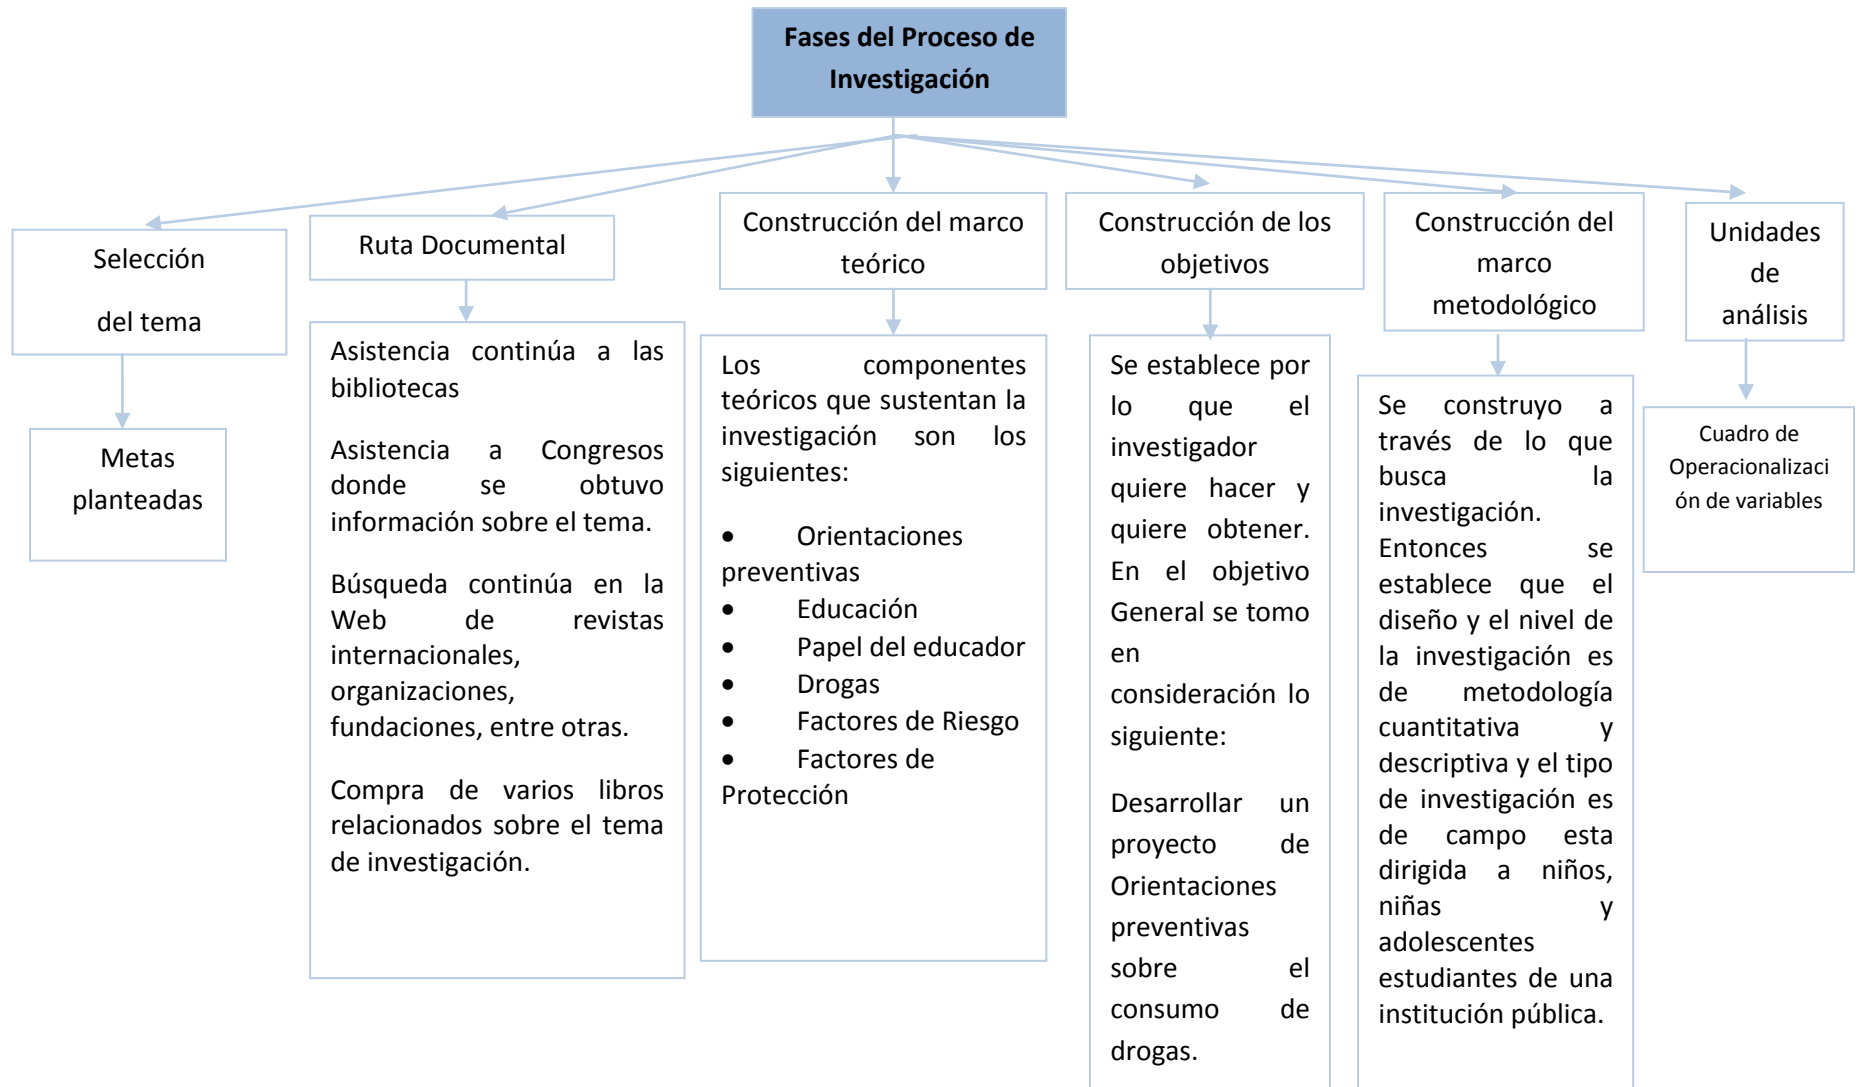 Fases del Proceso de
Investigación
Selección
del tema
Metas
planteadas
Ruta Documental
Asistencia continúa a las
bibliotecas
Asistencia a Congresos
donde se obtuvo
información sobre el tema.
Búsqueda continúa en la
Web de revistas
internacionales,
organizaciones,
fundaciones, entre otras.
Compra de varios libros
relacionados sobre el tema
de investigación.
Construcción del marco
teórico
Los componentes
teóricos que sustentan la
investigación son los
siguientes:
• Orientaciones
preventivas
• Educación
• Papel del educador
• Drogas
• Factores de Riesgo
• Factores de
Protección
Construcción de los
objetivos
Se establece por
lo que el
investigador
quiere hacer y
quiere obtener.
En el objetivo
General se tomo
en
consideración lo
siguiente:
Desarrollar un
proyecto de
Orientaciones
preventivas
sobre el
consumo de
drogas.
Construcción del
marco
metodológico
Se construyo a
través de lo que
busca la
investigación.
Entonces se
establece que el
diseño y el nivel de
la investigación es
de metodología
cuantitativa y
descriptiva y el tipo
de investigación es
de campo esta
dirigida a niños,
niñas y
adolescentes
estudiantes de una
institución pública.
Unidades
de
análisis
Cuadro de
Operacionalizaci
ón de variables